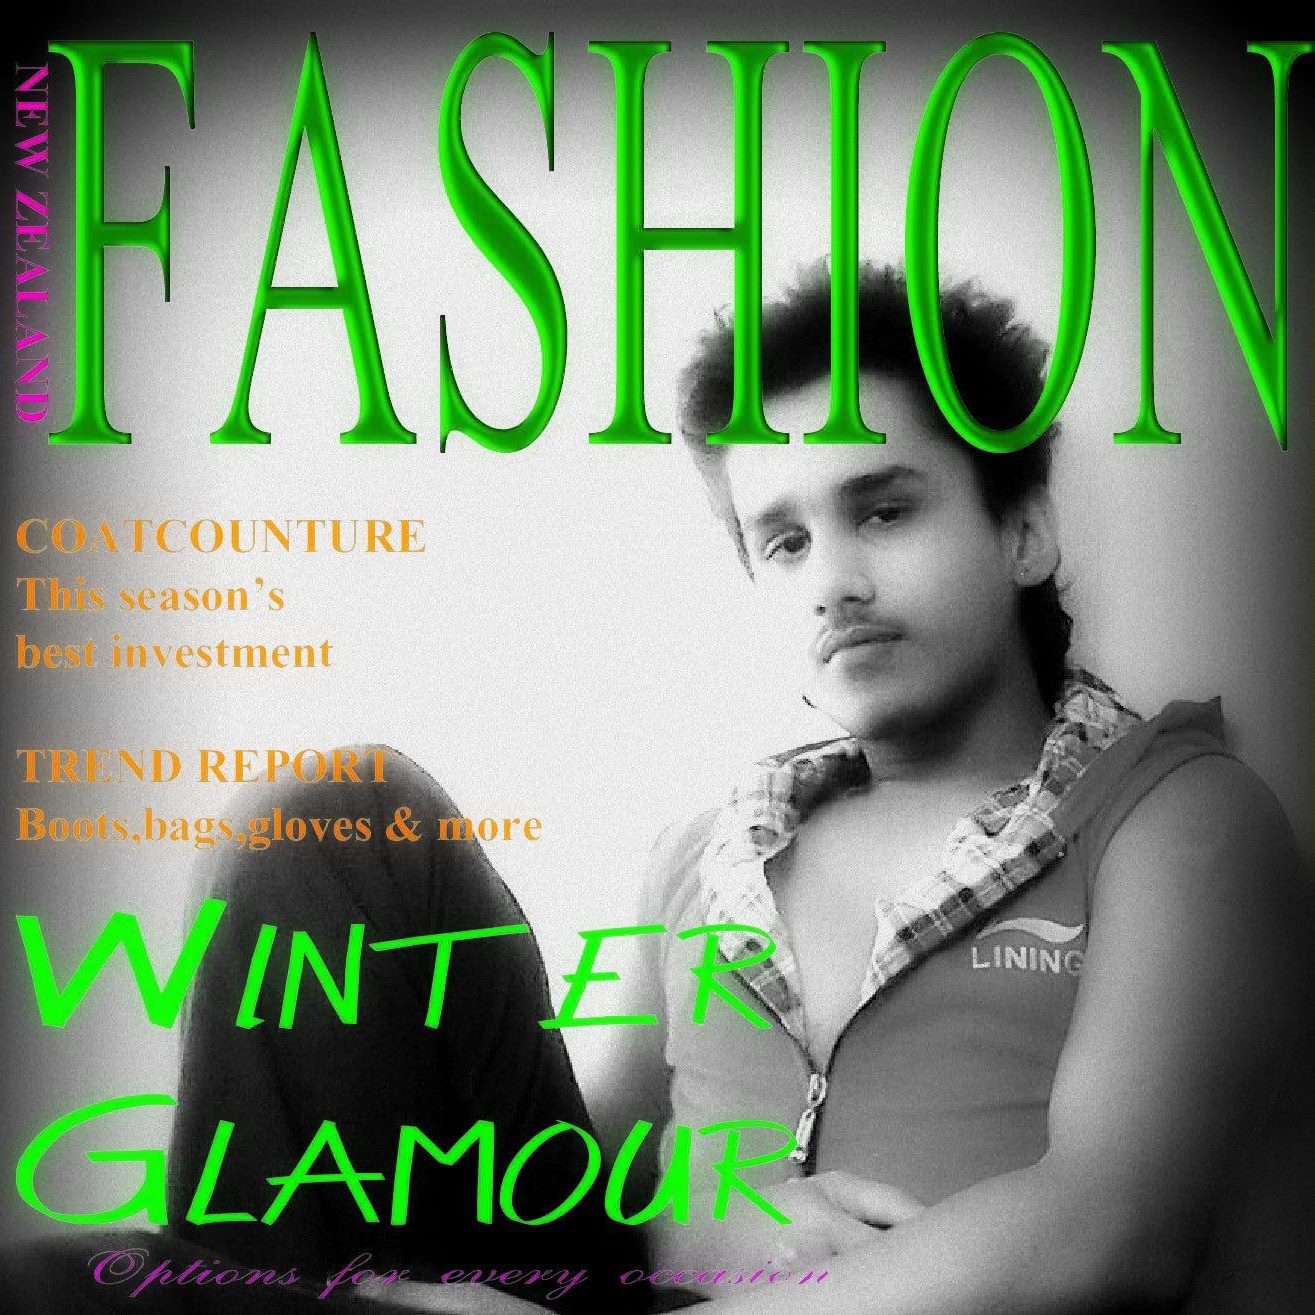 FASHION
NEW ZEALAND
COATCOUNTURE
This season's
best investment
TREND REPORT
Boots,bags,gloves & more
WINTER
GLAMOUR
Options for every occasion
LINING